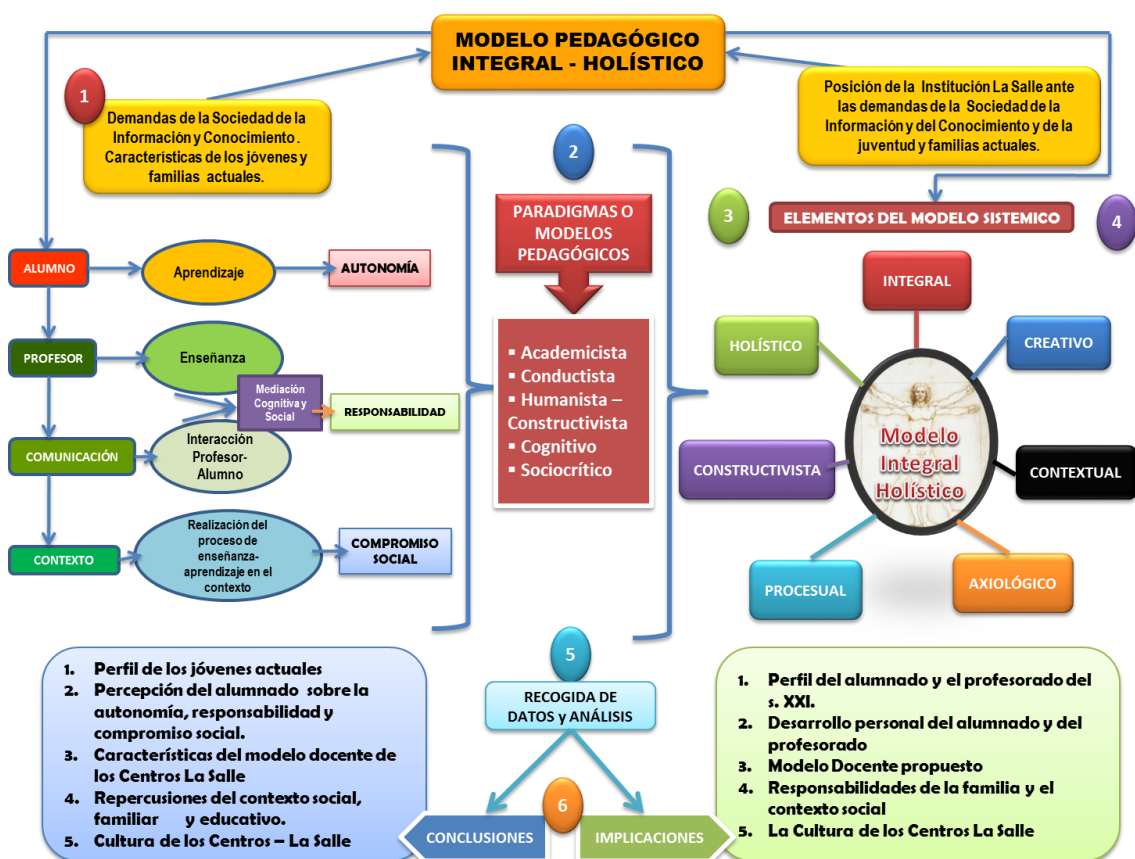 MODELO PEDAGÓGICO
INTEGRAL - HOLÍSTICO
1
Demandas de la Sociedad de la
Información y Conocimiento .
Características de los jóvenes y
familias actuales.
Posición de la Institución La Salle ante
las demandas de la Sociedad de la
Información y del Conocimiento y de la
juventud y familias actuales.
2
PARADIGMAS O
MODELOS
PEDAGÓGICOS
3
ELEMENTOS DEL MODELO SISTEMICO
4
ALUMNO
Aprendizaje
AUTONOMÍA
PROFESOR
Enseñanza
Mediación
Cognitiva y
Social
RESPONSABILIDAD
COMUNICACIÓN
Interacción
Profesor-
Alumno
CONTEXTO
Realización del
proceso de
enseñanza-
aprendizaje en el
contexto
COMPROMISO
SOCIAL
▪ Academicista
▪ Conductista
▪ Humanista –
Constructivista
▪ Cognitivo
▪ Sociocrítico
INTEGRAL
HOLÍSTICO
CREATIVO
Modelo
Integral
Holístico
CONSTRUCTIVISTA
CONTEXTUAL
PROCESUAL
AXIOLÓGICO
1. Perfil de los jóvenes actuales
2. Percepción del alumnado sobre la
autonomía, responsabilidad y
compromiso social.
3. Características del modelo docente de
los Centros La Salle
4. Repercusiones del contexto social,
familiar y educativo.
5. Cultura de los Centros – La Salle
5
RECOGIDA DE
DATOS y ANÁLISIS
6
CONCLUSIONES
IMPLICACIONES
1. Perfil del alumnado y el profesorado del
s. XXI.
2. Desarrollo personal del alumnado y del
profesorado
3. Modelo Docente propuesto
4. Responsabilidades de la familia y el
contexto social
5. La Cultura de los Centros La Salle